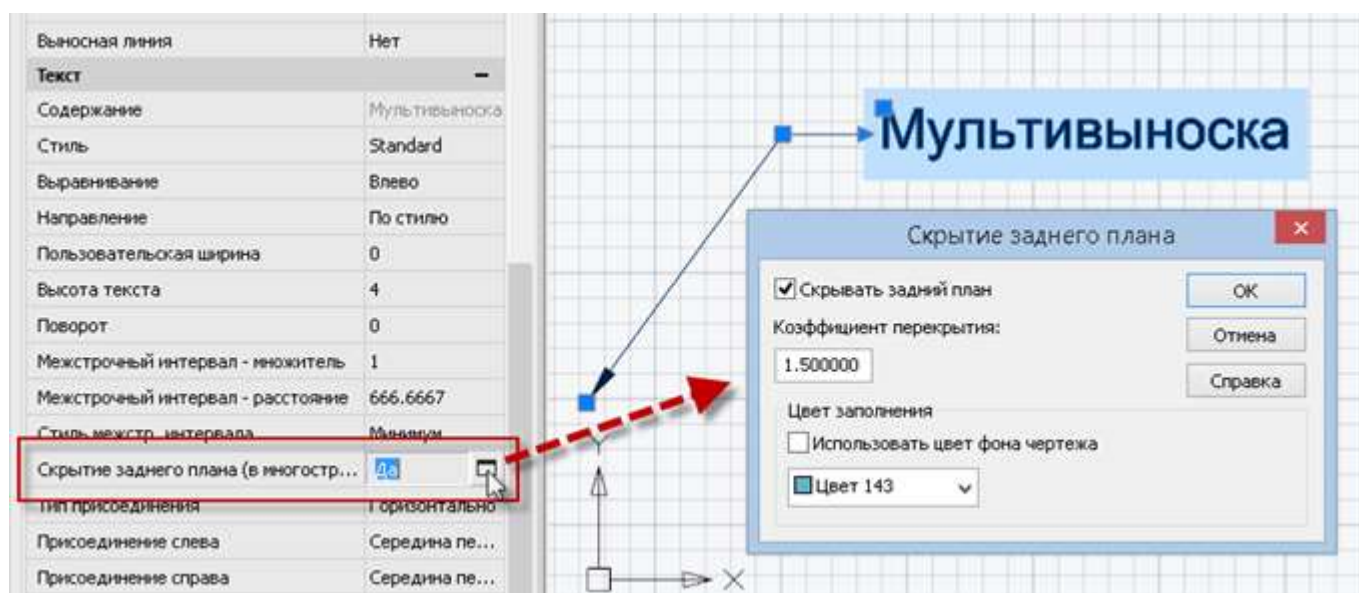 Выносная линия Нет
Текст
Содержание Мультивыноска
Стиль Standard
Выравнивание Влево
Направление По стилю
Пользовательская ширина 0
Высота текста 4
Поворот 0
Межстрочный интервал - множитель 1
Межстрочный интервал - расстояние 666.6667
Стиль межстр. интервала Минимум
Скрытие заднего плана (в многостр... Да
Тип присоединения Горизонтально
Присоединение слева Середина пе...
Присоединение справа Середина пе...
Мультивыноска
Скрытие заднего плана
Скрывать задний план
Коэффициент перекрытия:
1.500000
Цвет заполнения
Использовать цвет фона чертежа
Цвет 143
ОК
Отмена
Справка
Y
X